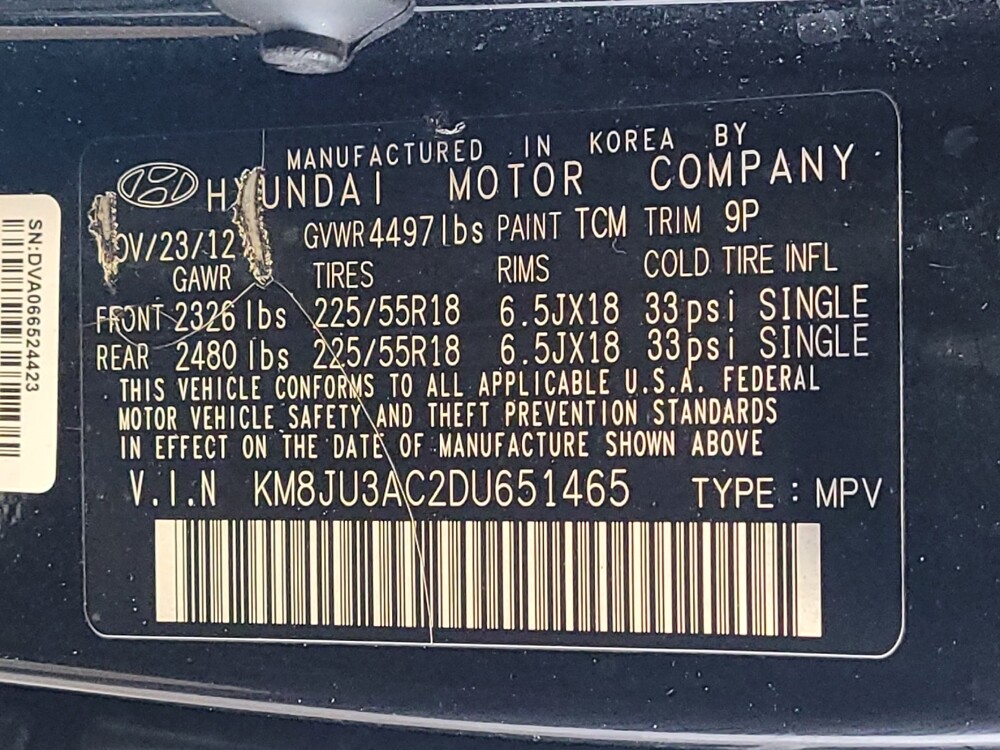 MANUFACTURED IN KOREA BY
HYUNDAI MOTOR COMPANY
NOV/23/12 GVWR 4497 lbs PAINT TCM TRIM 9P
GAWR TIRES RIMS COLD TIRE INFL
FRONT 2326 lbs 225/55R18 6.5JX18 33psi SINGLE
REAR 2480 lbs 225/55R18 6.5JX18 33psi SINGLE
THIS VEHICLE CONFORMS TO ALL APPLICABLE U.S.A. FEDERAL
MOTOR VEHICLE SAFETY AND THEFT PREVENTION STANDARDS
IN EFFECT ON THE DATE OF MANUFACTURE SHOWN ABOVE
V.I.N KM8JU3AC2DU651465 TYPE : MPV
SN:DVA066524423